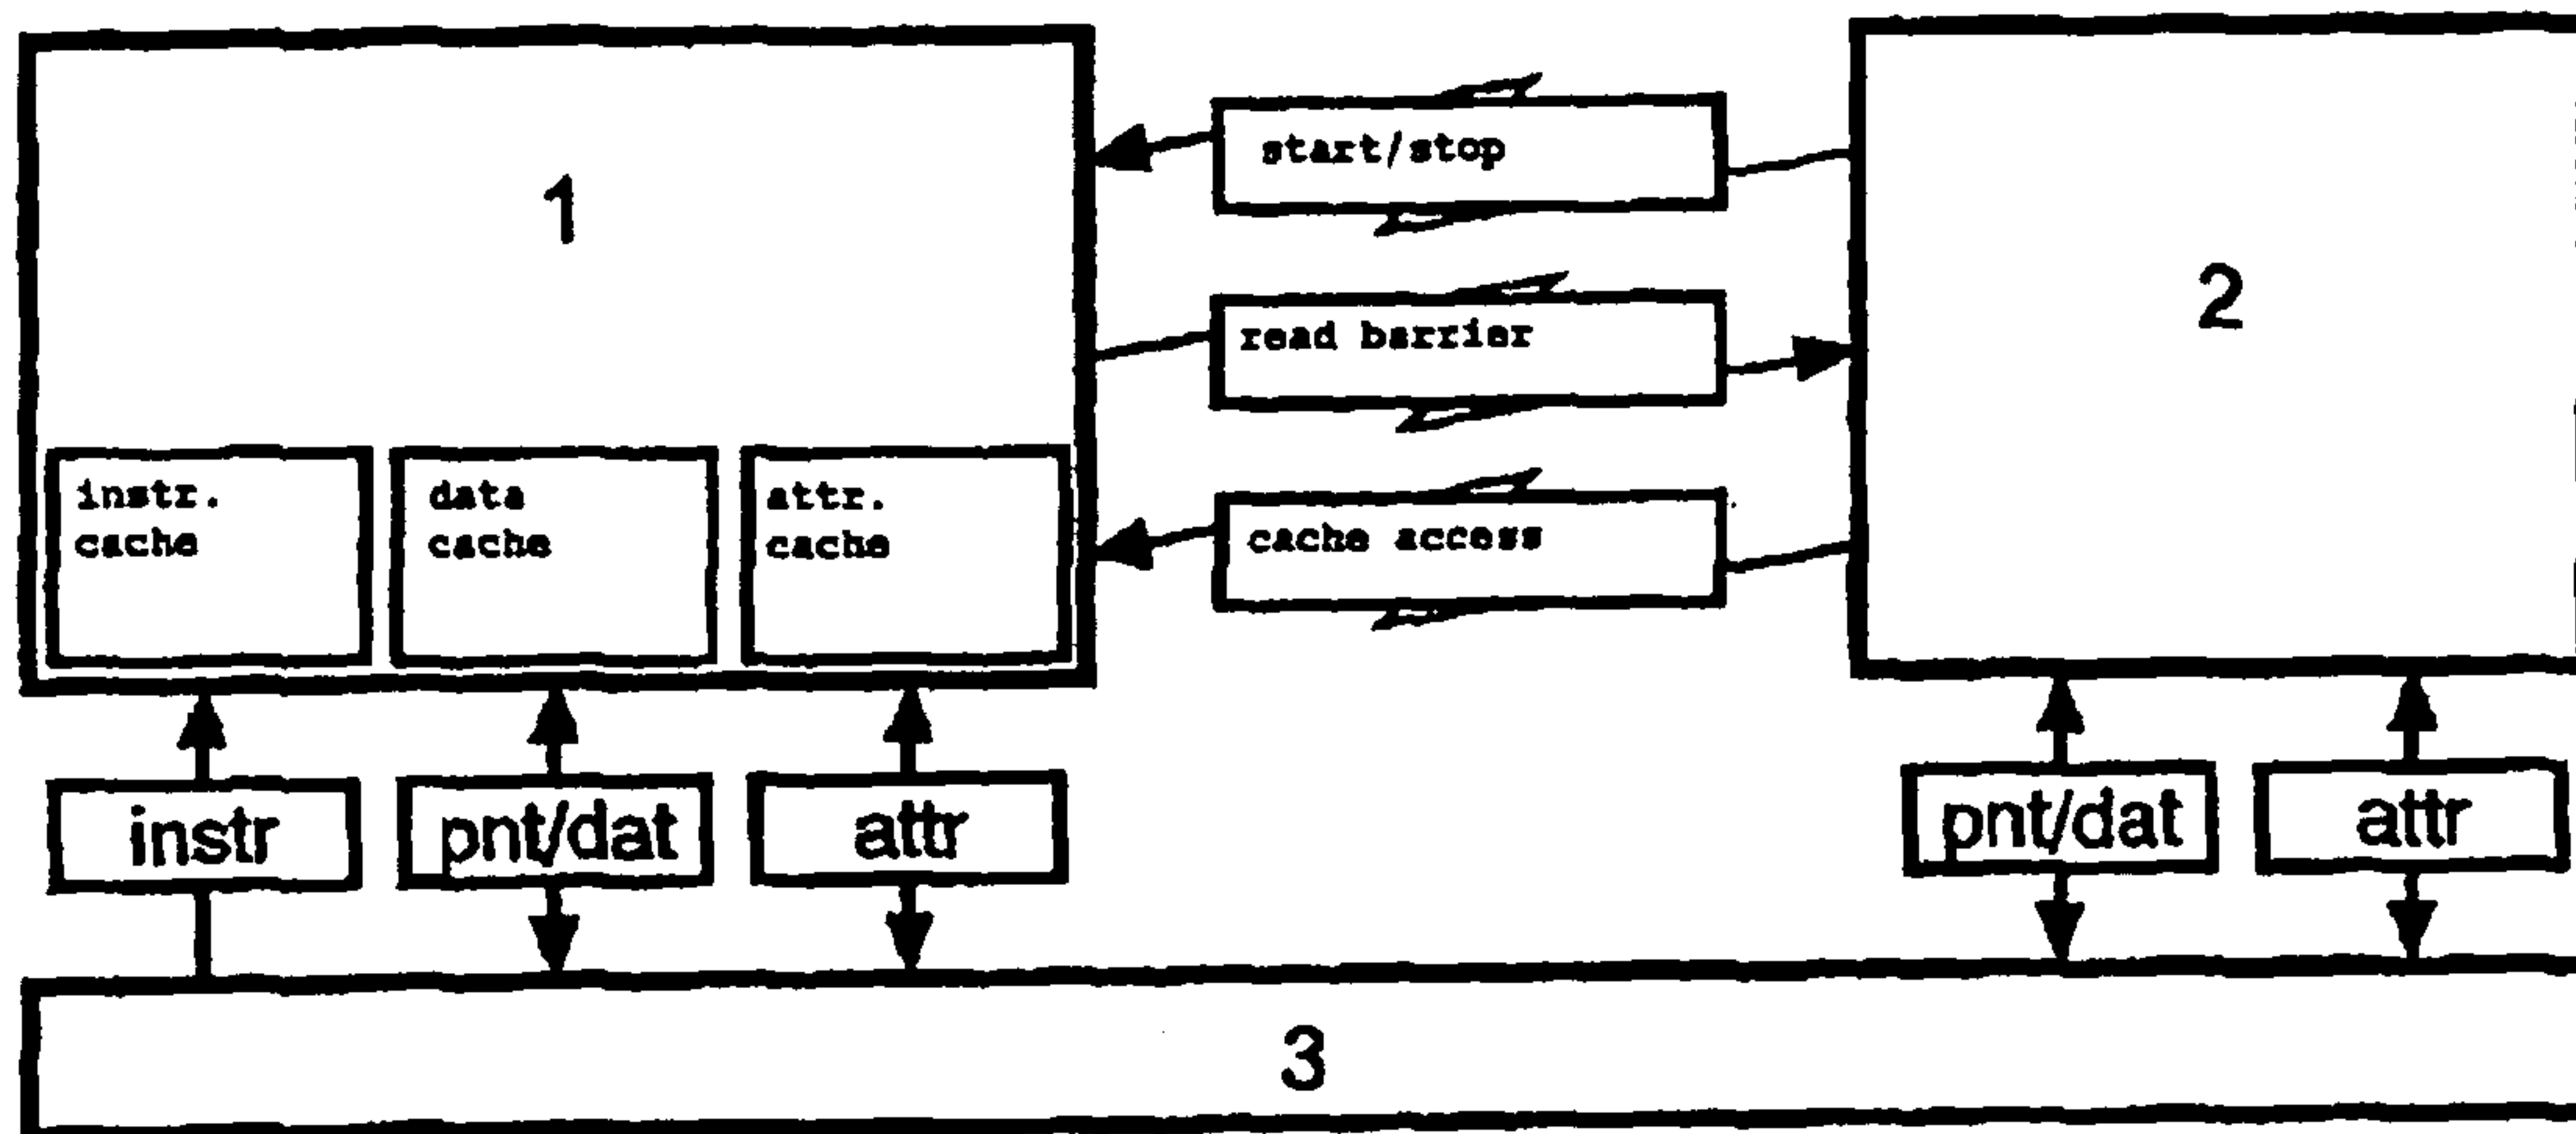 1
start/stop
read barrier
2
instr.
cache
data
cache
attr.
cache
cache access
instr
pnt/dat
attr
pnt/dat
attr
3